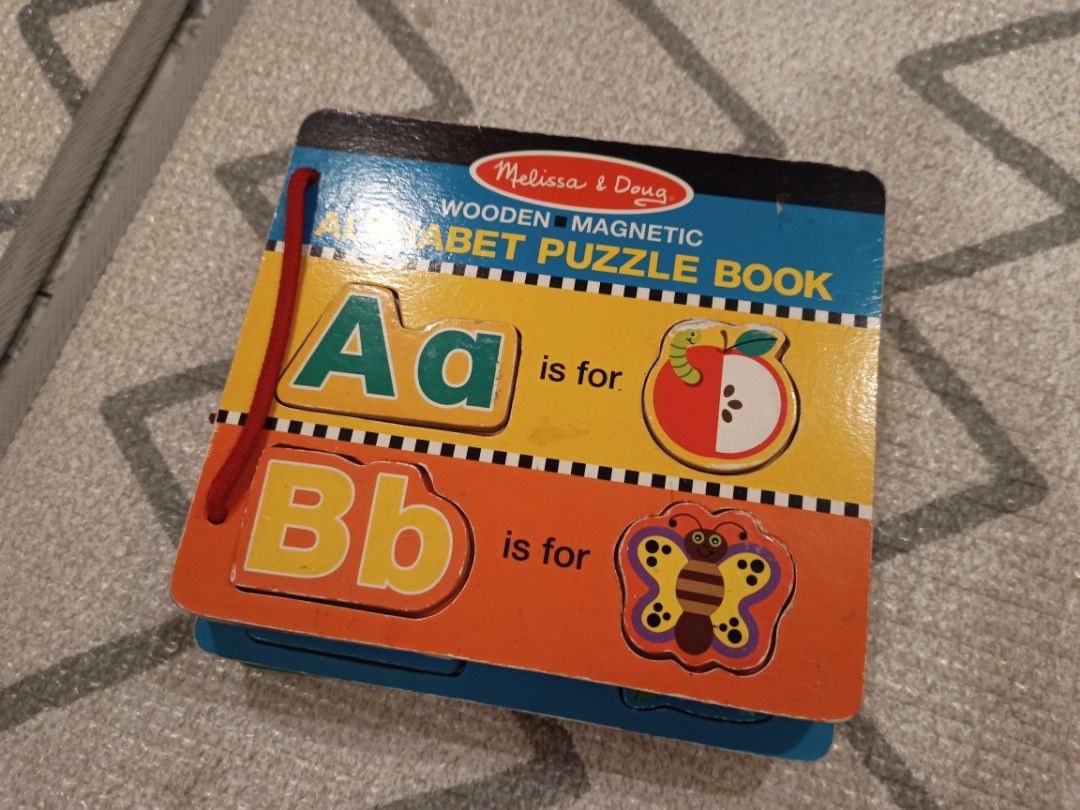 Melissa & Doug
WOODEN ■ MAGNETIC
ALPHABET PUZZLE BOOK
Aa is for
Bb is for